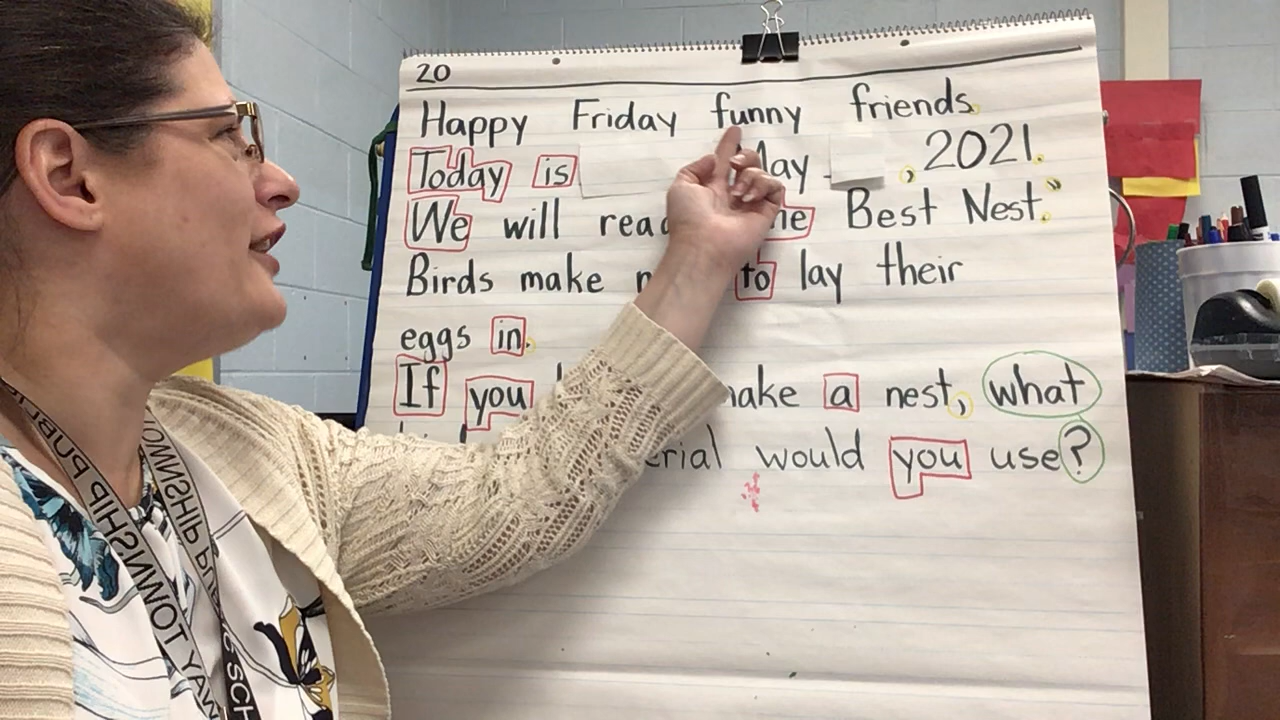 20
Happy Friday funny friends.
Today is May , 2021.
We will Best Nest."
Birds make to lay their
eggs in.
If you make a nest, what
would you use?